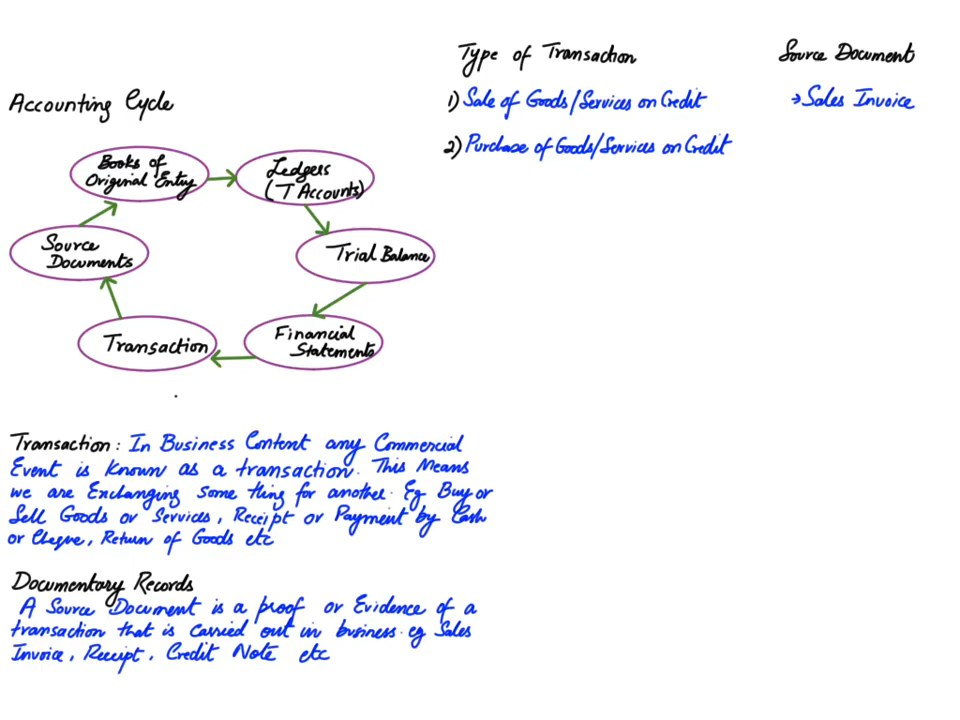 Accounting Cycle
Books of
Original Entry
Ledgers
(T Accounts)
Source
Documents
Trial Balance
Transaction
Financial
Statements
Transaction : In Business Content any Commercial
Event is known as a transaction. This Means
we are Exchanging Some thing for another. Eg Buy or
Sell Goods or Services, Receipt or Payment by Cash
or Cheque, Return of Goods etc
Documentary Records
A Source Document is a proof or Evidence of a
transaction that is carried out in business. eg Sales
Invoice, Receipt, Credit Note etc
Type of Transaction
Source Document
1) Sale of Goods/Services on Credit
→ Sales Invoice
2) Purchase of Goods/Services on Credit